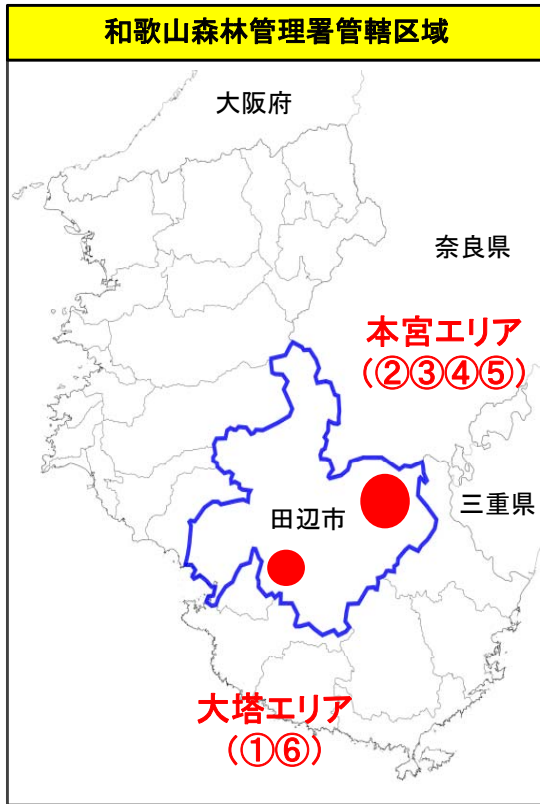 和歌山森林管理署管轄区域
大阪府
奈良県
本宮エリア
(②③④⑤)
三重県
田辺市
大塔エリア
(①⑥)